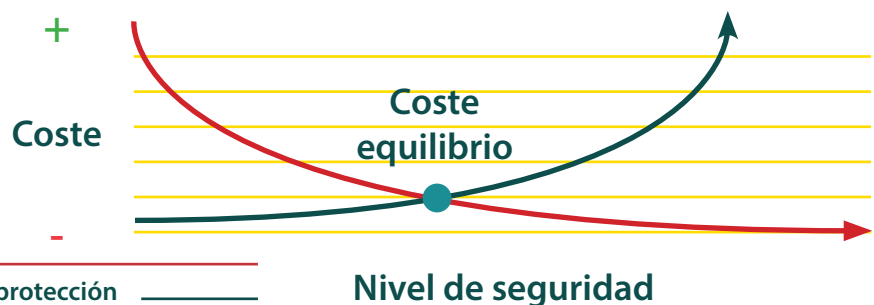 +
Coste
Coste
equilibrio
-
protección
Nivel de seguridad